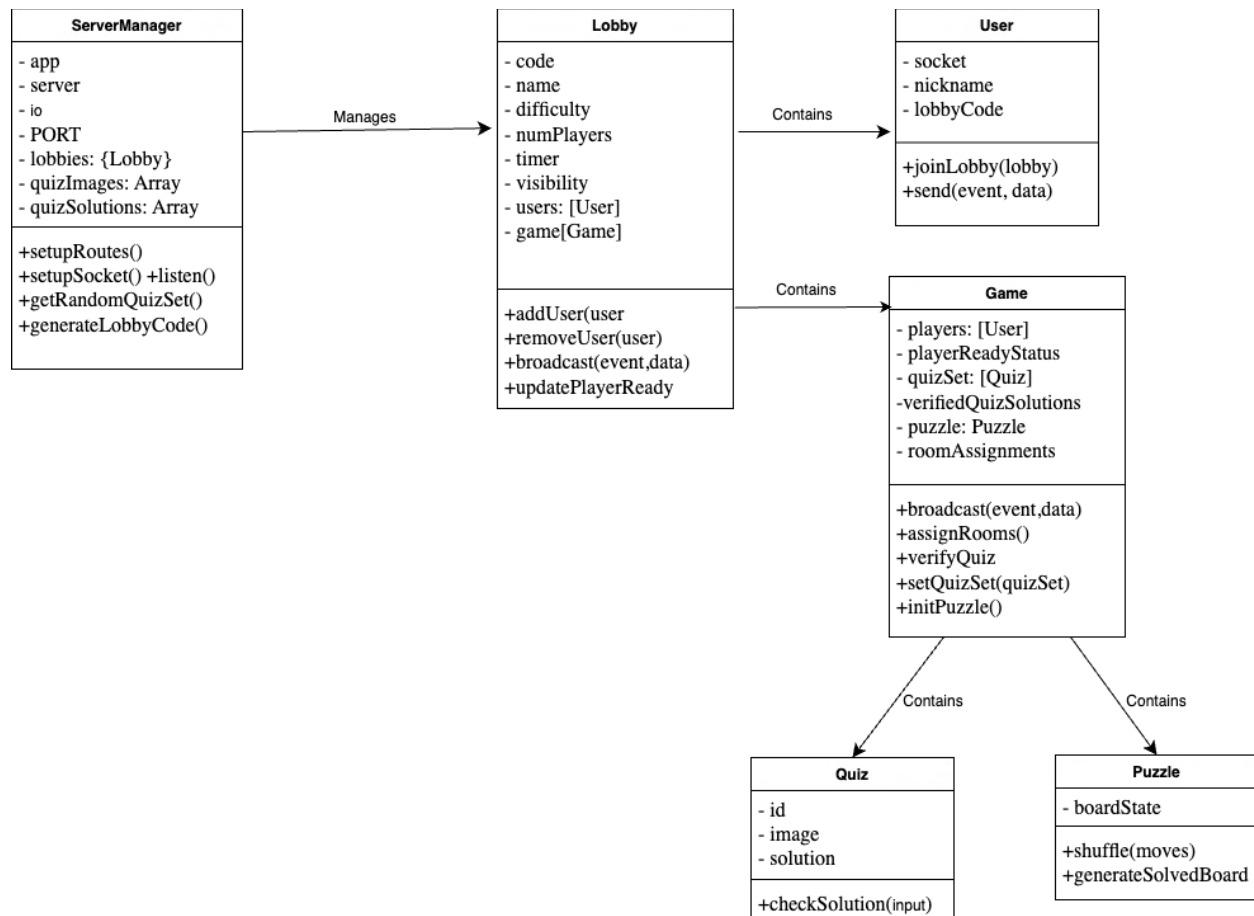 ServerManager
- app
- server
- io
- PORT
- lobbies: {Lobby}
- quizImages: Array
- quizSolutions: Array
+setupRoutes()
+setupSocket() +listen()
+getRandomQuizSet()
+generateLobbyCode()
Manages
Lobby
- code
- name
- difficulty
- numPlayers
- timer
- visibility
- users: [User]
- game[Game]
+addUser(user
+removeUser(user)
+broadcast(event,data)
+updatePlayerReady
Contains
User
- socket
- nickname
- lobbyCode
+joinLobby(lobby)
+send(event, data)
Contains
Game
- players: [User]
- playerReadyStatus
- quizSet: [Quiz]
-verifiedQuizSolutions
- puzzle: Puzzle
- roomAssignments
+broadcast(event,data)
+assignRooms()
+verifyQuiz
+setQuizSet(quizSet)
+initPuzzle()
Contains
Contains
Quiz
- id
- image
- solution
+checkSolution(input)
Puzzle
- boardState
+shuffle(moves)
+generateSolvedBoard